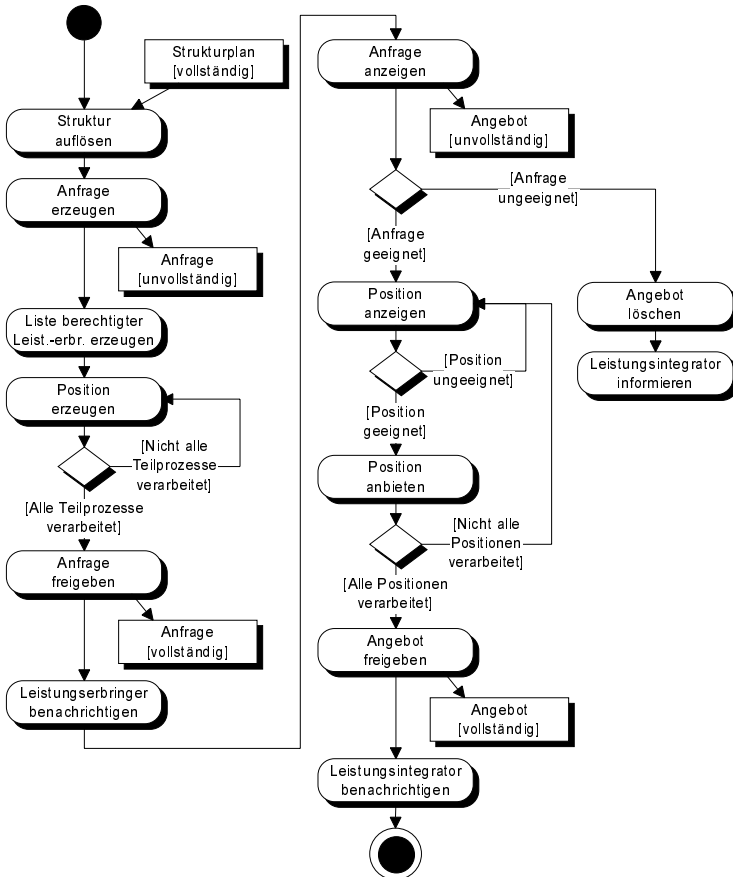 Strukturplan
[vollständig]
Struktur
auflösen
Anfrage
erzeugen
Anfrage
[unvollständig]
Liste berechtigter
Leist.-erbr. erzeugen
Position
erzeugen
[Nicht alle
Teilprozesse
verarbeitet]
[Alle Teilprozesse
verarbeitet]
Anfrage
freigeben
Anfrage
[vollständig]
Leistungserbringer
benachrichtigen
Anfrage
anzeigen
Angebot
[unvollständig]
[Anfrage
ungeeignet]
[Anfrage
geeignet]
Position
anzeigen
Angebot
löschen
[Position
ungeeignet]
Leistungsintegrator
informieren
[Position
geeignet]
Position
anbieten
[Nicht alle
Positionen
verarbeitet]
[Alle Positionen
verarbeitet]
Angebot
freigeben
Angebot
[vollständig]
Leistungsintegrator
benachrichtigen